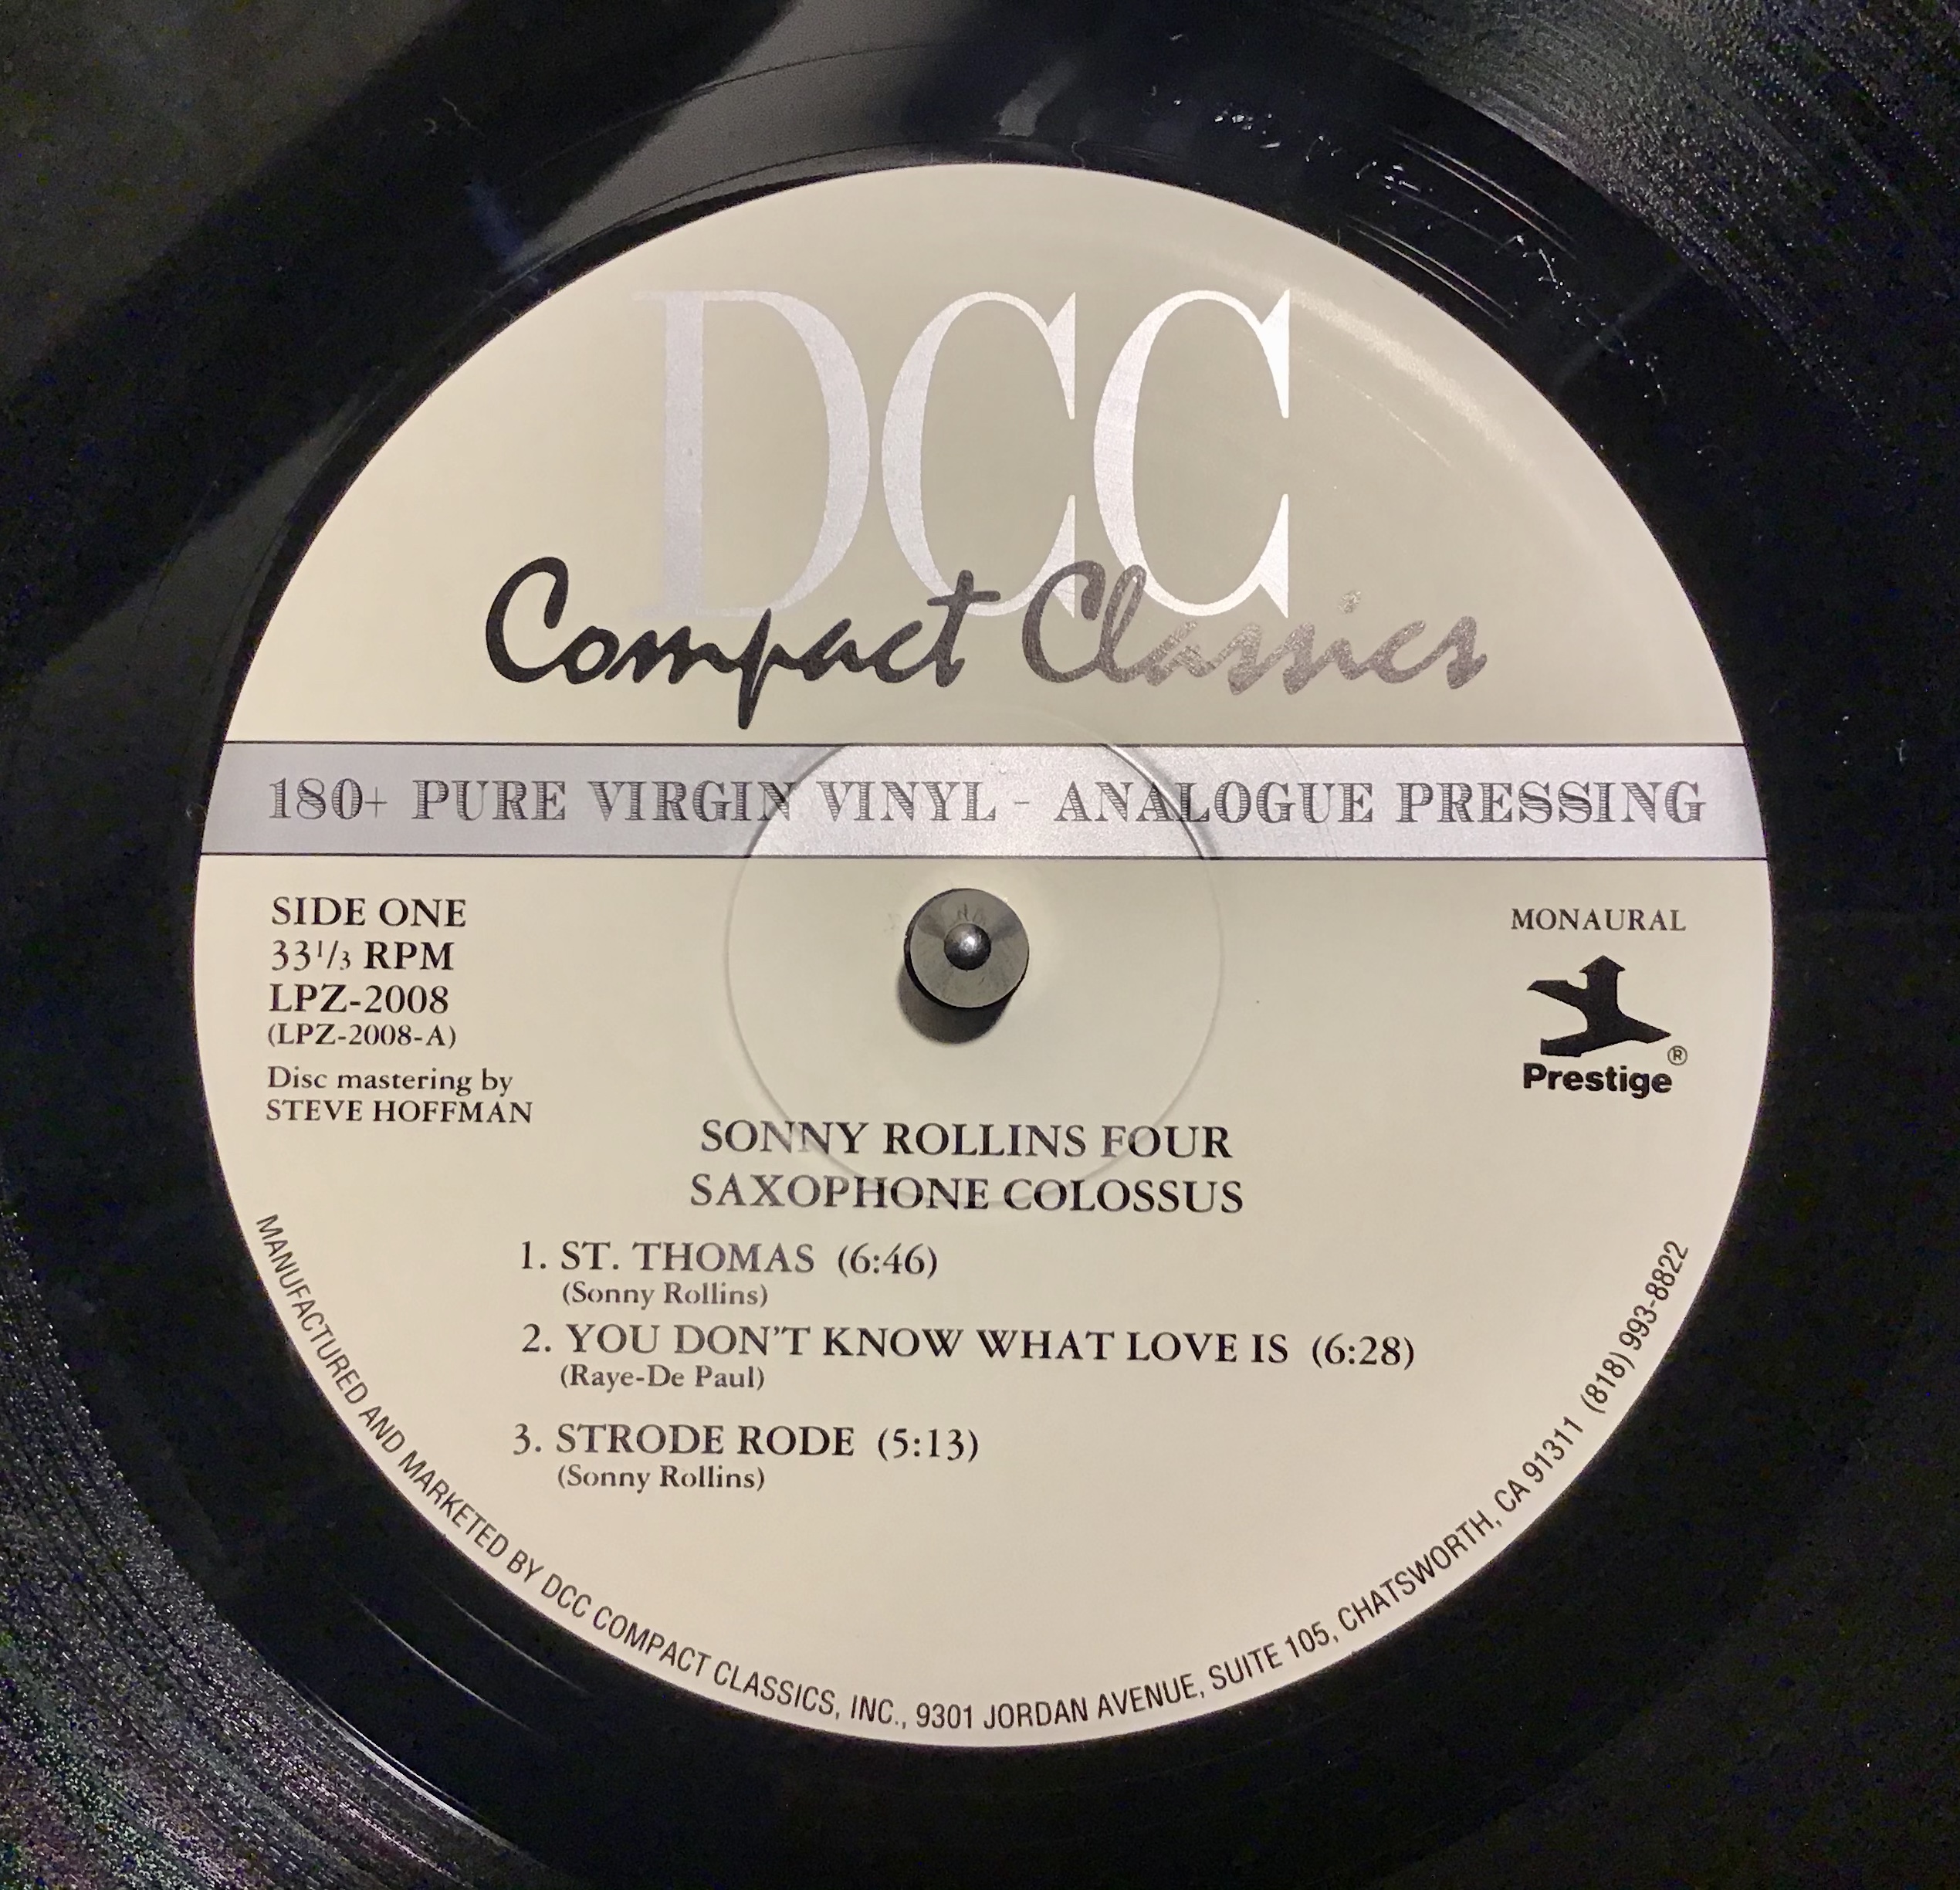 DCC
Compact Classics
180+ PURE VIRGIN VINYL - ANALOGUE PRESSING
SIDE ONE
33 1/3 RPM
LPZ-2008
(LPZ-2008-A)
Disc mastering by
STEVE HOFFMAN
MONAURAL
Prestige®
SONNY ROLLINS FOUR
SAXOPHONE COLOSSUS
1. ST. THOMAS (6:46)
(Sonny Rollins)
2. YOU DON'T KNOW WHAT LOVE IS (6:28)
(Raye-De Paul)
3. STRODE RODE (5:13)
(Sonny Rollins)
MANUFACTURED AND MARKETED BY DCC COMPACT CLASSICS, INC., 9301 JORDAN AVENUE, SUITE 105, CHATSWORTH, CA 91311 (818) 993-8822